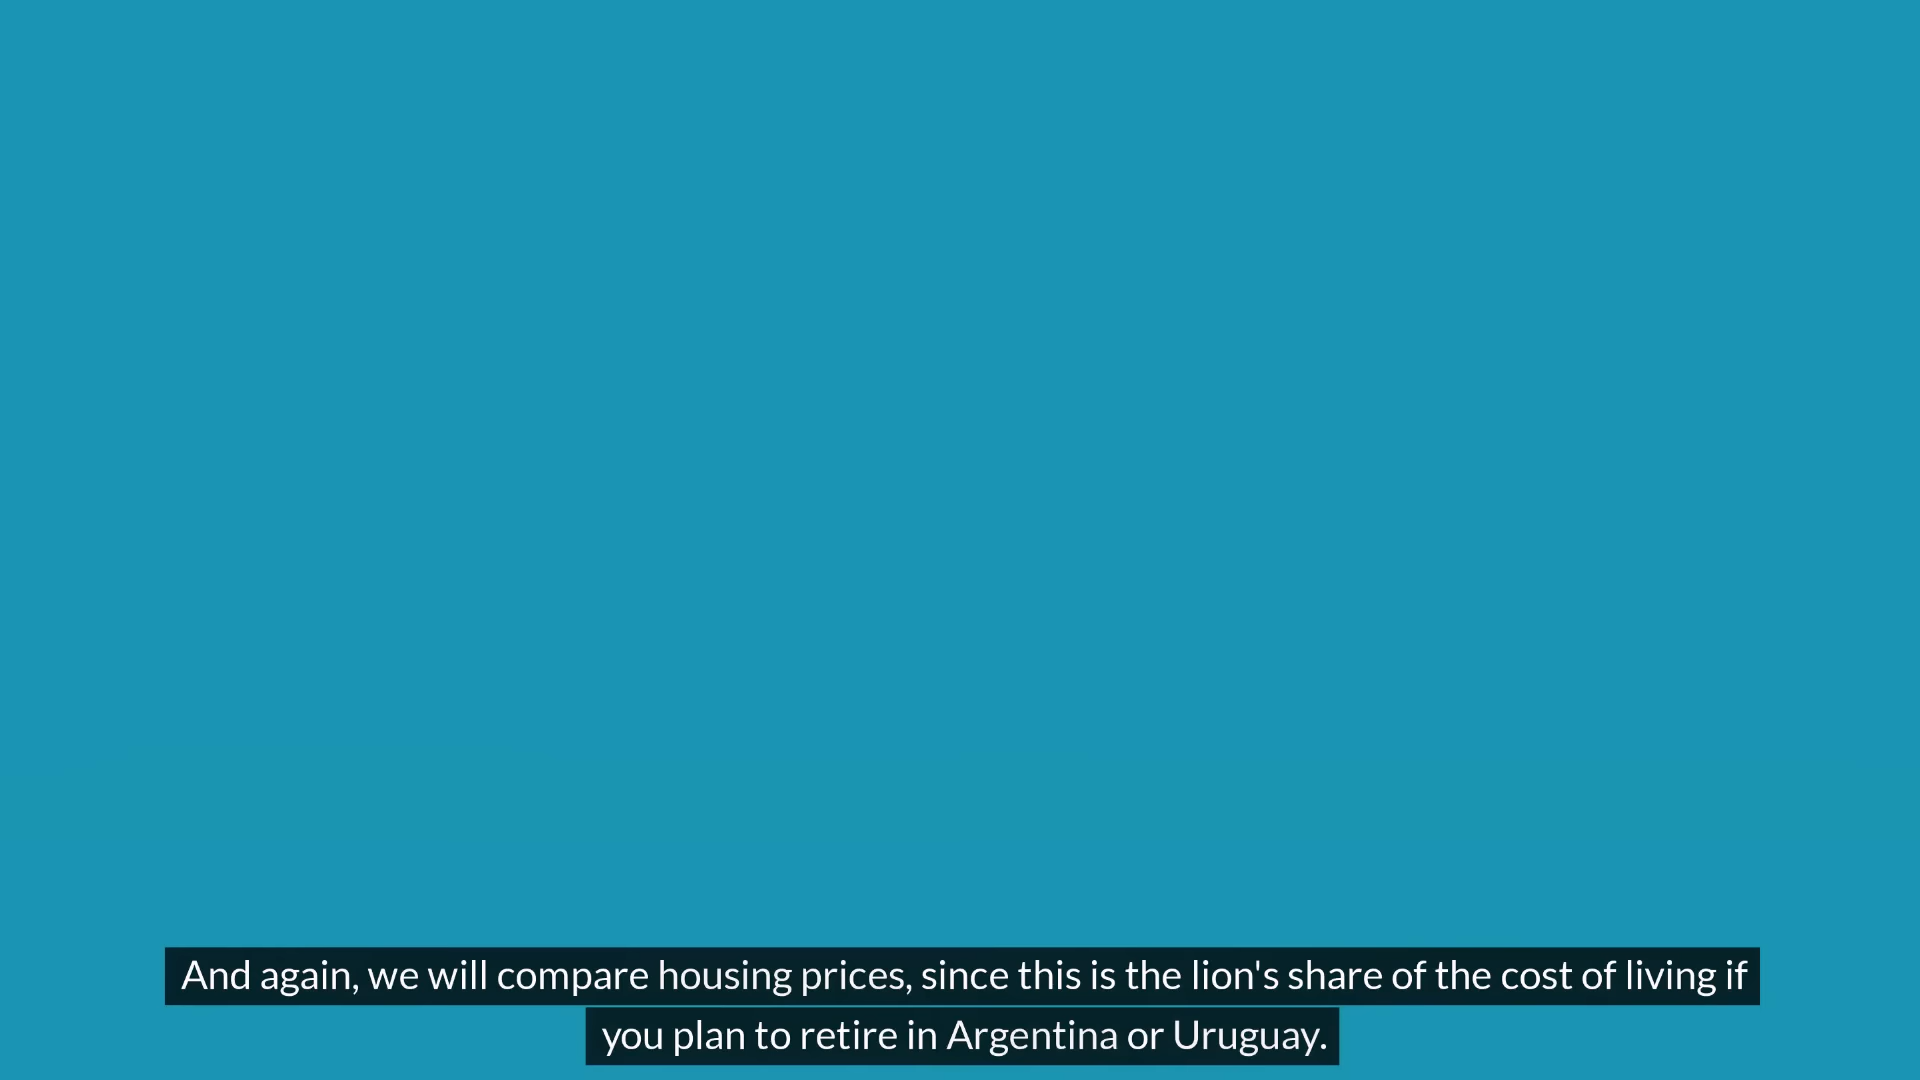 And again, we will compare housing prices, since this is the lion's share of the cost of living if
you plan to retire in Argentina or Uruguay.